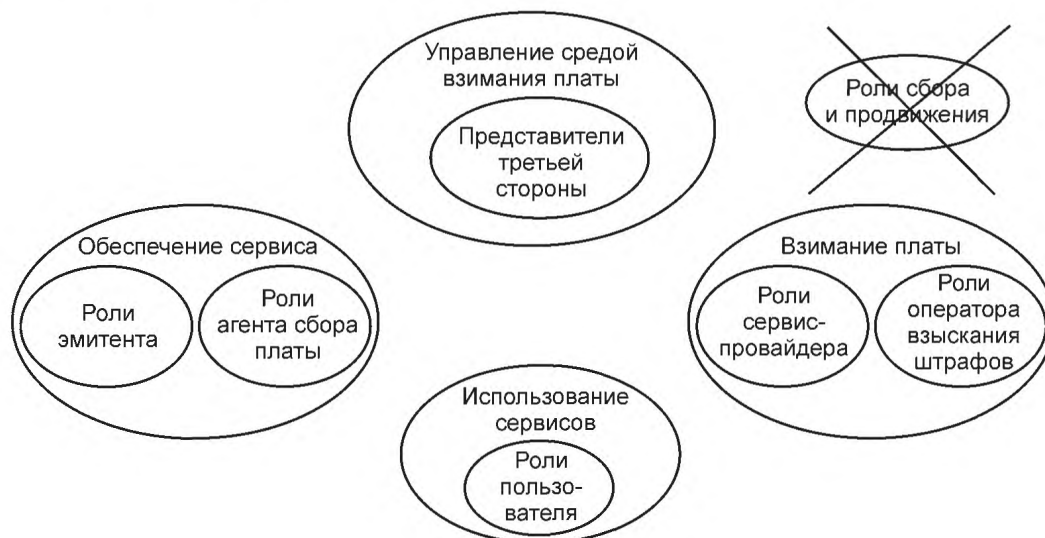 Управление средой
взимания платы
Представители
третьей
стороны
Роли сбора
и продвижения
Обеспечение сервиса
Роли
эмитента
Роли
агента сбора
платы
Взимание платы
Роли
сервис-
провайдера
Роли
оператора
взыскания
штрафов
Использование
сервисов
Роли
пользо-
вателя